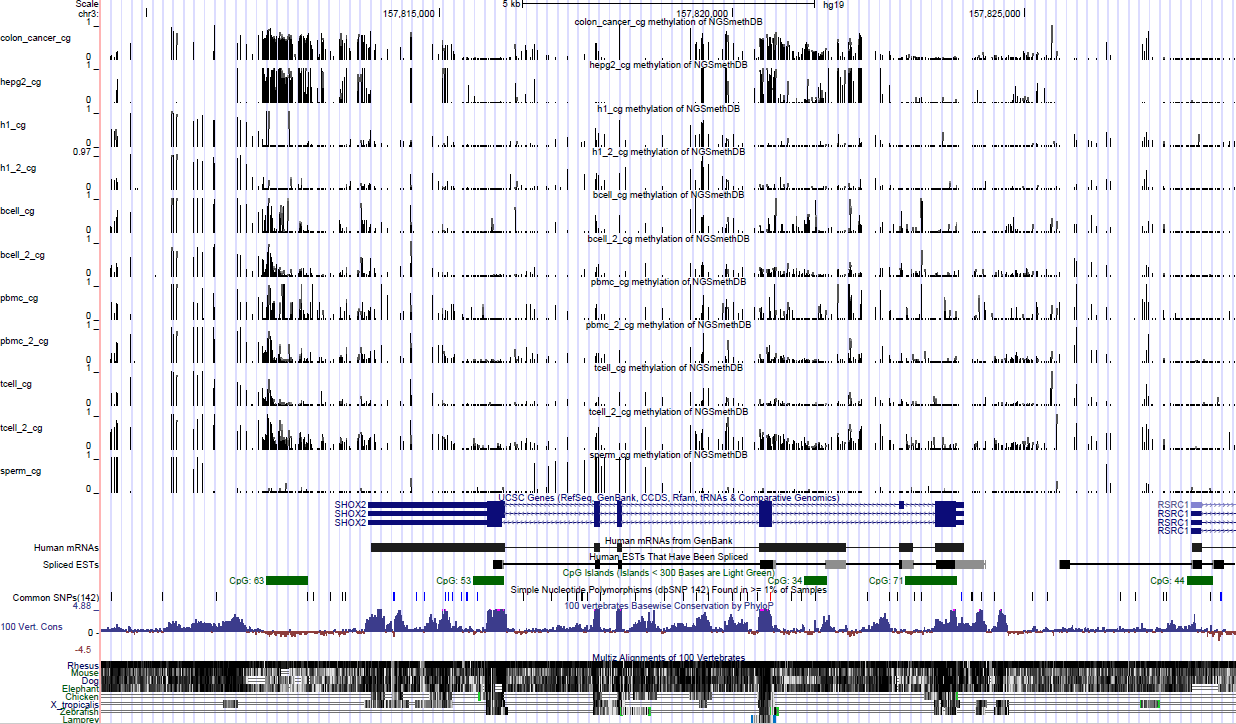 Scale 5 kb hg19
chr3: 157,815,000 157,820,000 157,825,000
1 colon_cancer_cg methylation of NGSmethDB
colon_cancer_cg
0
1 hepg2_cg methylation of NGSmethDB
hepg2_cg
0
1 h1_cg methylation of NGSmethDB
h1_cg
0
0.97 h1_2_cg methylation of NGSmethDB
h1_2_cg
0
1 bcell_cg methylation of NGSmethDB
bcell_cg
0
1 bcell_2_cg methylation of NGSmethDB
bcell_2_cg
0
1 pbmc_cg methylation of NGSmethDB
pbmc_cg
0
1 pbmc_2_cg methylation of NGSmethDB
pbmc_2_cg
0
1 tcell_cg methylation of NGSmethDB
tcell_cg
0
1 tcell_2_cg methylation of NGSmethDB
tcell_2_cg
0
1 sperm_cg methylation of NGSmethDB
sperm_cg
0
UCSC Genes (RefSeq, GenBank, CCDS, Rfam, tRNAs & Comparative Genomics)
SHOX2 RSRC1
SHOX2 RSRC1
SHOX2 RSRC1
RSRC1
Human mRNAs from GenBank
Human mRNAs
Human ESTs That Have Been Spliced
Spliced ESTs
CpG Islands (Islands < 300 Bases are Light Green)
CpG: 63 CpG: 53 CpG: 34 CpG: 71 CpG: 44
Simple Nucleotide Polymorphisms (dbSNP 142) Found in >= 1% of Samples
Common SNPs(142)
4.88 100 vertebrates Basewise Conservation by PhyloP
100 Vert. Cons
0
-4.5
Multiz Alignments of 100 Vertebrates
Rhesus
Mouse
Dog
Elephant
Chicken
X_tropicalis
Zebrafish
Lamprey